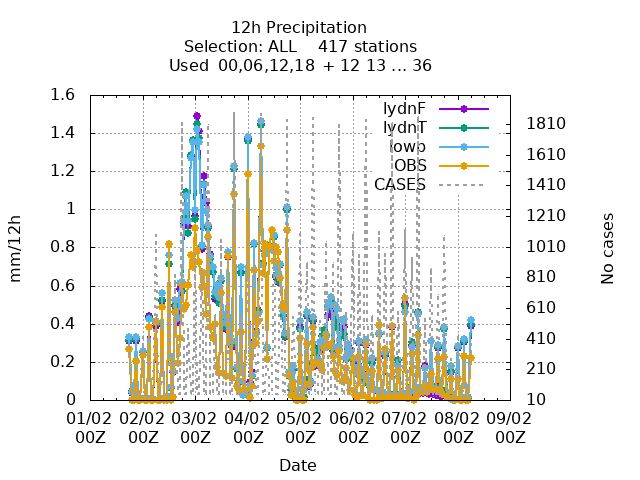 12h Precipitation
Selection: ALL    417 stations
Used  00,06,12,18  + 12 13 ... 36
lydnF
lydnT
lowp
OBS
CASES
mm/12h
1.6
1.4
1.2
1
0.8
0.6
0.4
0.2
0
No cases
1810
1610
1410
1210
1010
810
610
410
210
10
01/02 02/02 03/02 04/02 05/02 06/02 07/02 08/02 09/02
00Z 00Z 00Z 00Z 00Z 00Z 00Z 00Z 00Z
Date